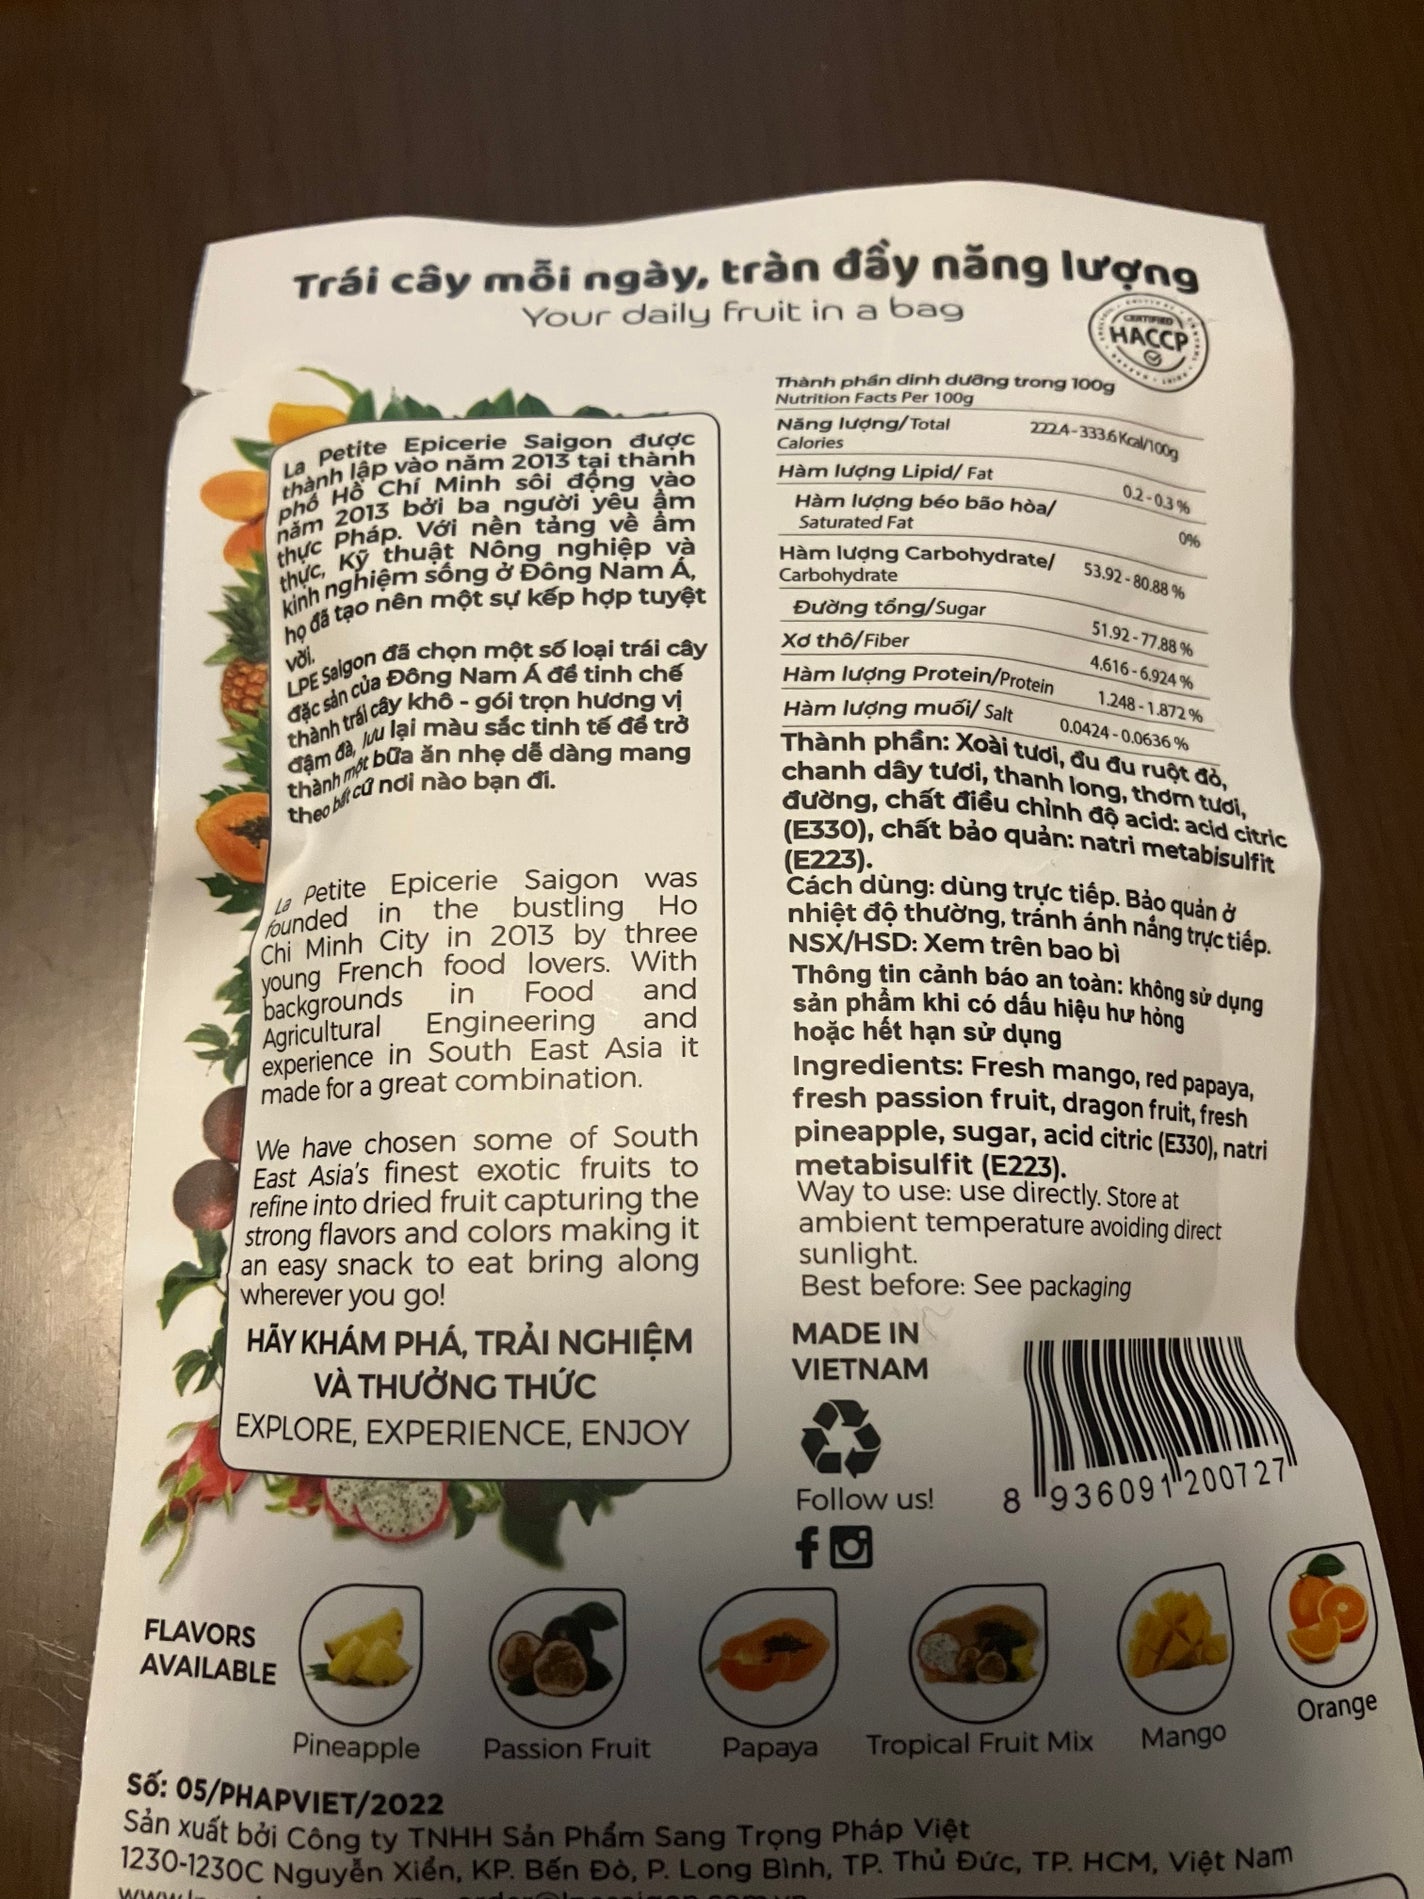 Trái cây mỗi ngày, tràn đầy năng lượng
Your daily fruit in a bag
CERTIFIED
HACCP
La Petite Epicerie Saigon được
thành lập vào năm 2013 tại thành
phố Hồ Chí Minh sôi động vào
năm 2013 bởi ba người yêu ẩm
thực Pháp. Với nền tảng về ẩm
thực, Kỹ thuật Nông nghiệp và
kinh nghiệm sống ở Đông Nam Á,
họ đã tạo nên một sự kếp hợp tuyệt
vời.
LPE Saigon đã chọn một số loại trái cây
đặc sản của Đông Nam Á để tinh chế
thành trái cây khô - gói trọn hương vị
đậm đà, lưu lại màu sắc tinh tế để trở
thành một bữa ăn nhẹ dễ dàng mang
theo bất cứ nơi nào bạn đi.
La Petite Epicerie Saigon was
founded in the bustling Ho
Chi Minh City in 2013 by three
young French food lovers. With
backgrounds in Food and
Agricultural Engineering and
experience in South East Asia it
made for a great combination.
We have chosen some of South
East Asia's finest exotic fruits to
refine into dried fruit capturing the
strong flavors and colors making it
an easy snack to eat bring along
wherever you go!
HÃY KHÁM PHÁ, TRẢI NGHIỆM
VÀ THƯỞNG THỨC
EXPLORE, EXPERIENCE, ENJOY
Thành phần dinh dưỡng trong 100g
Nutrition Facts Per 100g
Năng lượng/Total
Calories
222.4-333.6 Kcal/100g
Hàm lượng Lipid/ Fat
0.2-0.3 %
Hàm lượng béo bão hòa/
Saturated Fat
0%
Hàm lượng Carbohydrate/
Carbohydrate
53.92-80.88 %
Đường tổng/Sugar
51.92-77.88 %
Xơ thô/Fiber
4.616-6.924 %
Hàm lượng Protein/Protein
1.248-1.872 %
Hàm lượng muối/ Salt
0.0424-0.0636 %
Thành phần: Xoài tươi, đu đu ruột đỏ,
chanh dây tươi, thanh long, thơm tươi,
đường, chất điều chỉnh độ acid: acid citric
(E330), chất bảo quản: natri metabisulfit
(E223).
Cách dùng: dùng trực tiếp. Bảo quản ở
nhiệt độ thường, tránh ánh nắng trực tiếp.
NSX/HSD: Xem trên bao bì
Thông tin cảnh báo an toàn: không sử dụng
sản phẩm khi có dấu hiệu hư hỏng
hoặc hết hạn sử dụng
Ingredients: Fresh mango, red papaya,
fresh passion fruit, dragon fruit, fresh
pineapple, sugar, acid citric (E330), natri
metabisulfit (E223).
Way to use: use directly. Store at
ambient temperature avoiding direct
sunlight.
Best before: See packaging
MADE IN
VIETNAM
Follow us!
8 936091 200727
FLAVORS
AVAILABLE
Pineapple
Passion Fruit
Papaya
Tropical Fruit Mix
Mango
Orange
Số: 05/PHAPVIET/2022
Sản xuất bởi Công ty TNHH Sản Phẩm Sang Trọng Pháp Việt
1230-1230C Nguyễn Xiển, KP. Bến Đò, P. Long Bình, TP. Thủ Đức, TP. HCM, Việt Nam